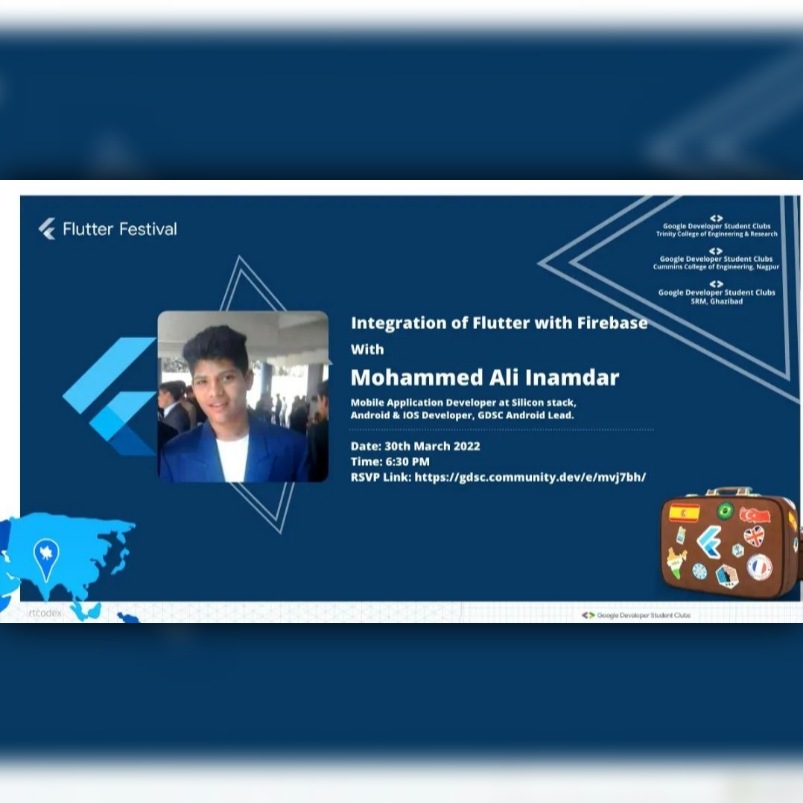 Flutter Festival
Google Developer Student Clubs
Trinity College of Engineering & Research
Google Developer Student Clubs
Cummins College of Engineering, Nagpur
Google Developer Student Clubs
SRM, Ghazibad
Integration of Flutter with Firebase
With
Mohammed Ali Inamdar
Mobile Application Developer at Silicon stack,
Android & IOS Developer, GDSC Android Lead.
Date: 30th March 2022
Time: 6:30 PM
RSVP Link: https://gdsc.community.dev/e/mvj7bh/
rtcodex
Google Developer Student Clubs